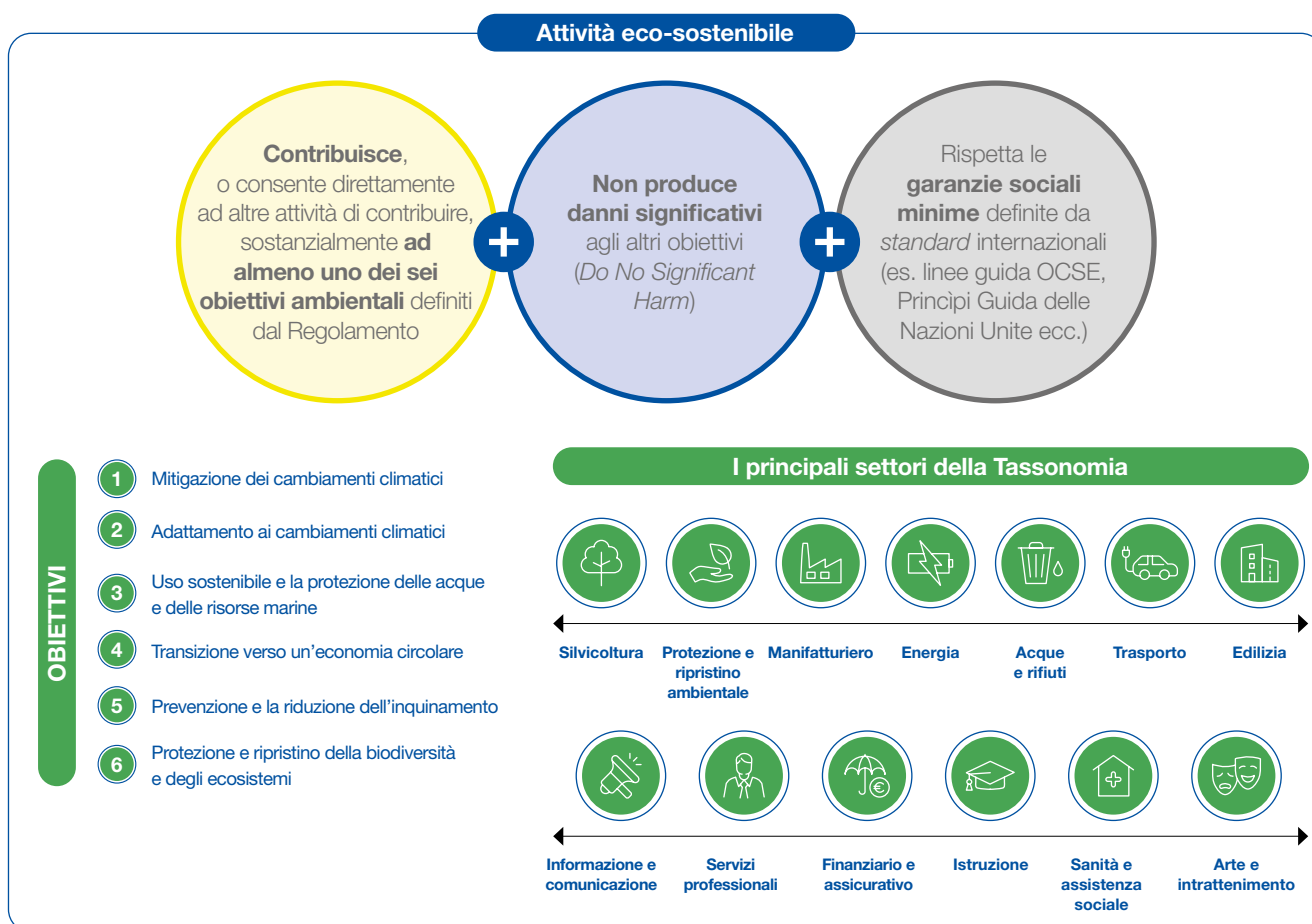 Attività eco-sostenibile
Contribuisce,
o consente direttamente
ad altre attività di contribuire,
sostanzialmente ad
almeno uno dei sei
obiettivi ambientali definiti
dal Regolamento
+
Non produce
danni significativi
agli altri obiettivi
(Do No Significant
Harm)
+
Rispetta le
garanzie sociali
minime definite da
standard internazionali
(es. linee guida OCSE,
Princìpi Guida delle
Nazioni Unite ecc.)
OBIETTIVI
1 Mitigazione dei cambiamenti climatici
2 Adattamento ai cambiamenti climatici
3 Uso sostenibile e la protezione delle acque
e delle risorse marine
4 Transizione verso un'economia circolare
5 Prevenzione e la riduzione dell'inquinamento
6 Protezione e ripristino della biodiversità
e degli ecosistemi
I principali settori della Tassonomia
Silvicoltura
Protezione e
ripristino
ambientale
Manifatturiero
Energia
Acque
e rifiuti
Trasporto
Edilizia
€
Informazione e
comunicazione
Servizi
professionali
Finanziario e
assicurativo
Istruzione
Sanità e
assistenza
sociale
Arte e
intrattenimento